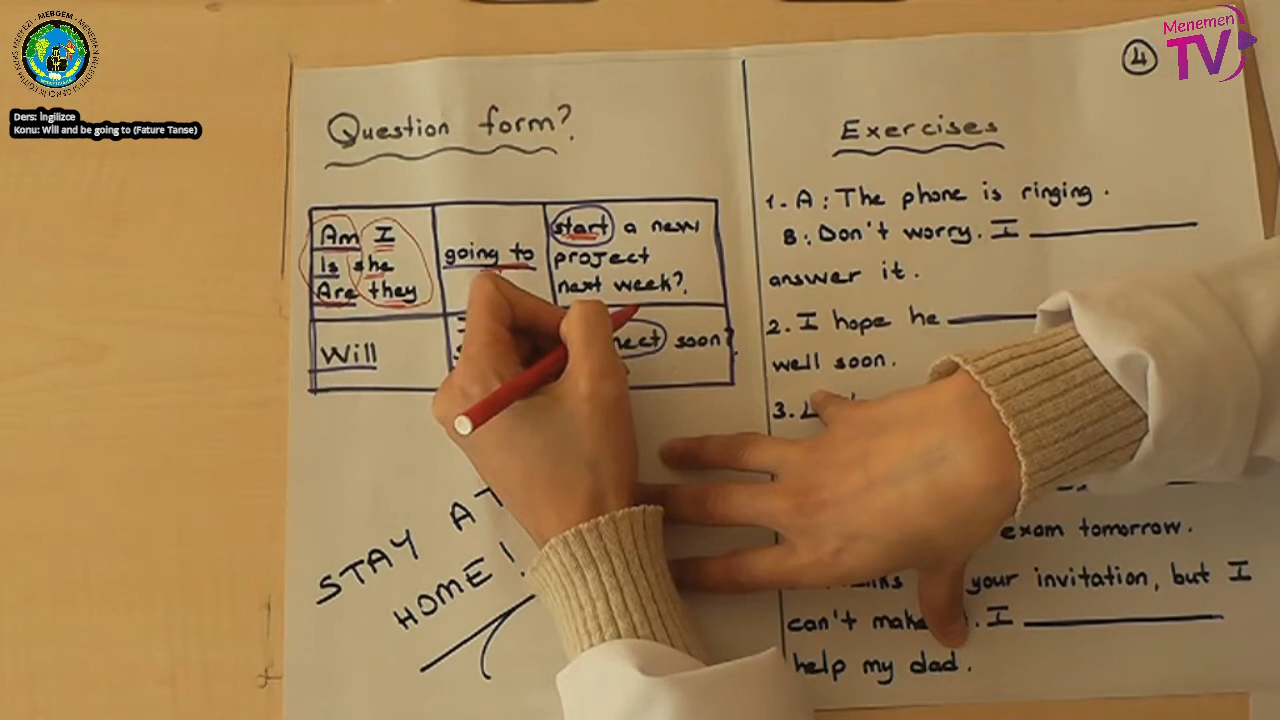 Menemen
TV
Ders: İngilizce
Konu: Will and be going to (Fature Tanse)
4
Question form?
Am I
Is she
Are they
going to
start a new
project
next week?
Will
soon?
STAY AT
HOME!
Exercises
1. A: The phone is ringing.
B: Don't worry. I
answer it.
2. I hope he
well soon.
3.
exam tomorrow.
your invitation, but I
can't make I
help my dad.